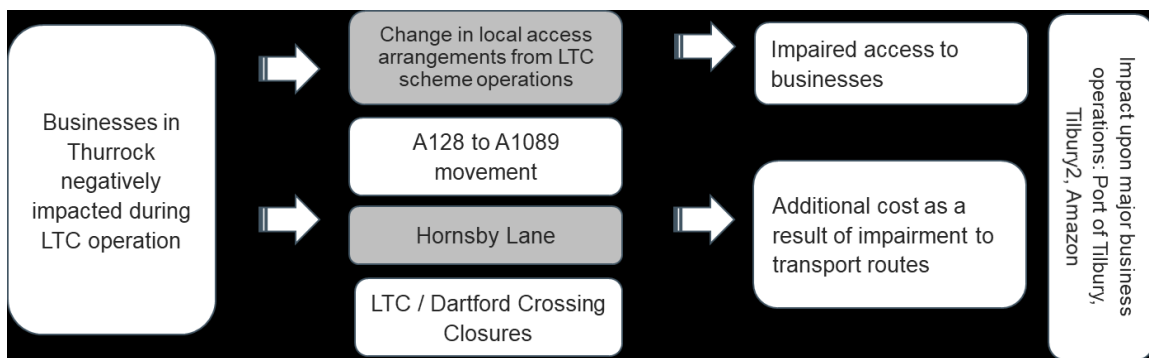 Businesses in
Thurrock
negatively
impacted during
LTC operation
Change in local access
arrangements from LTC
scheme operations
A128 to A1089
movement
Hornsby Lane
LTC / Dartford Crossing
Closures
Impaired access to
businesses
Additional cost as a
result of impairment to
transport routes
Impact upon major business
operations: Port of Tilbury,
Tilbury2, Amazon